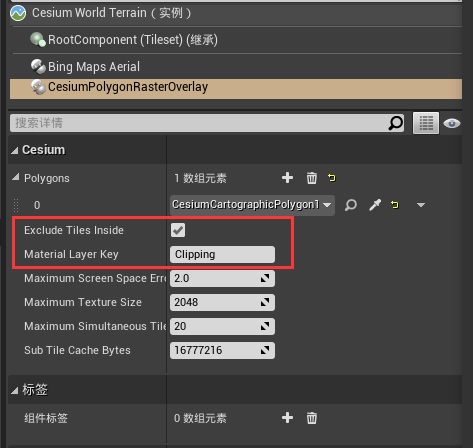 Cesium World Terrain（实例）
RootComponent (Tileset) (继承)
Bing Maps Aerial
CesiumPolygonRasterOverlay
搜索详情
Cesium
Polygons 1 数组元素
0 CesiumCartographicPolygon1
Exclude Tiles Inside
Material Layer Key Clipping
Maximum Screen Space Erro 2.0
Maximum Texture Size 2048
Maximum Simultaneous Tile 20
Sub Tile Cache Bytes 16777216
标签
组件标签 0 数组元素